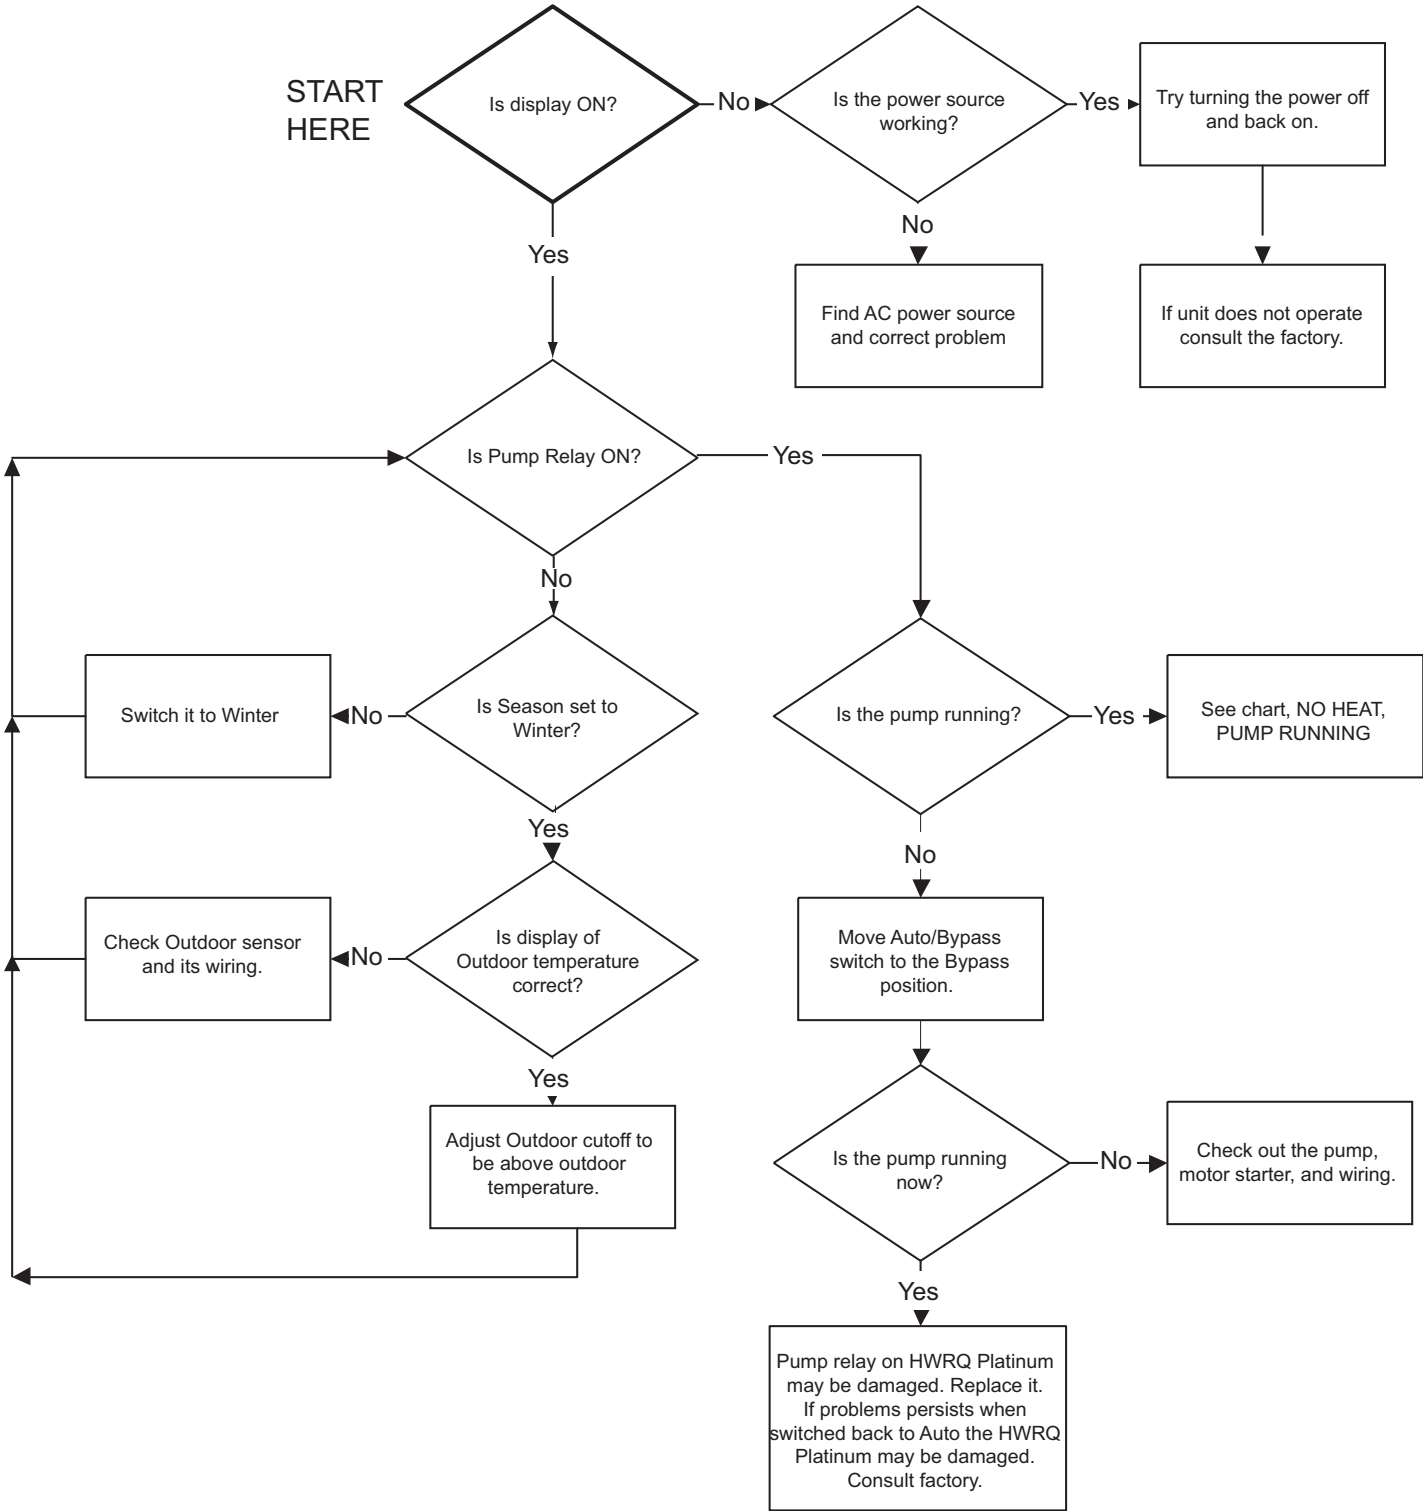 START
HERE
Is display ON?
No
Is the power source
working?
Yes
Try turning the power off
and back on.
No
Yes
Find AC power source
and correct problem
If unit does not operate
consult the factory.
Is Pump Relay ON?
Yes
No
Switch it to Winter
No
Is Season set to
Winter?
Is the pump running?
Yes
See chart, NO HEAT,
PUMP RUNNING
Yes
No
Check Outdoor sensor
and its wiring.
No
Is display of
Outdoor temperature
correct?
Move Auto/Bypass
switch to the Bypass
position.
Yes
Adjust Outdoor cutoff to
be above outdoor
temperature.
Is the pump running
now?
No
Check out the pump,
motor starter, and wiring.
Yes
Pump relay on HWRQ Platinum
may be damaged. Replace it.
If problems persists when
switched back to Auto the HWRQ
Platinum may be damaged.
Consult factory.